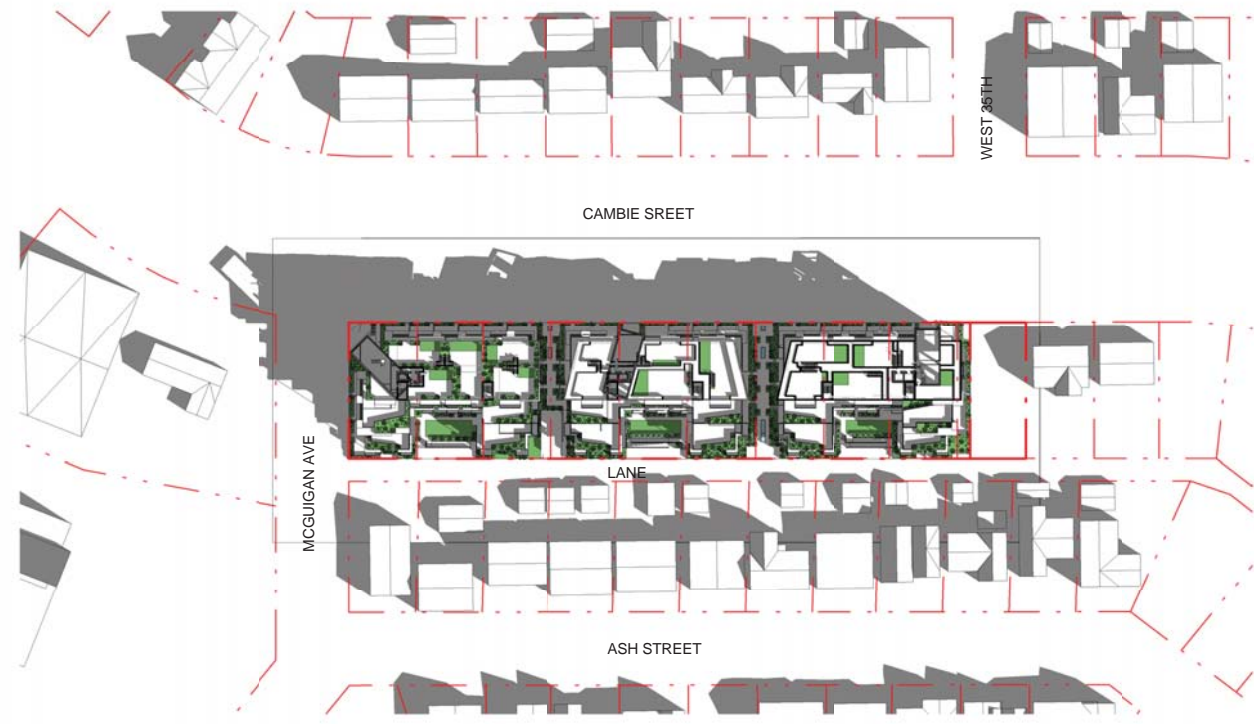 WEST 35TH
CAMBIE SREET
MCGUIGAN AVE
LANE
ASH STREET